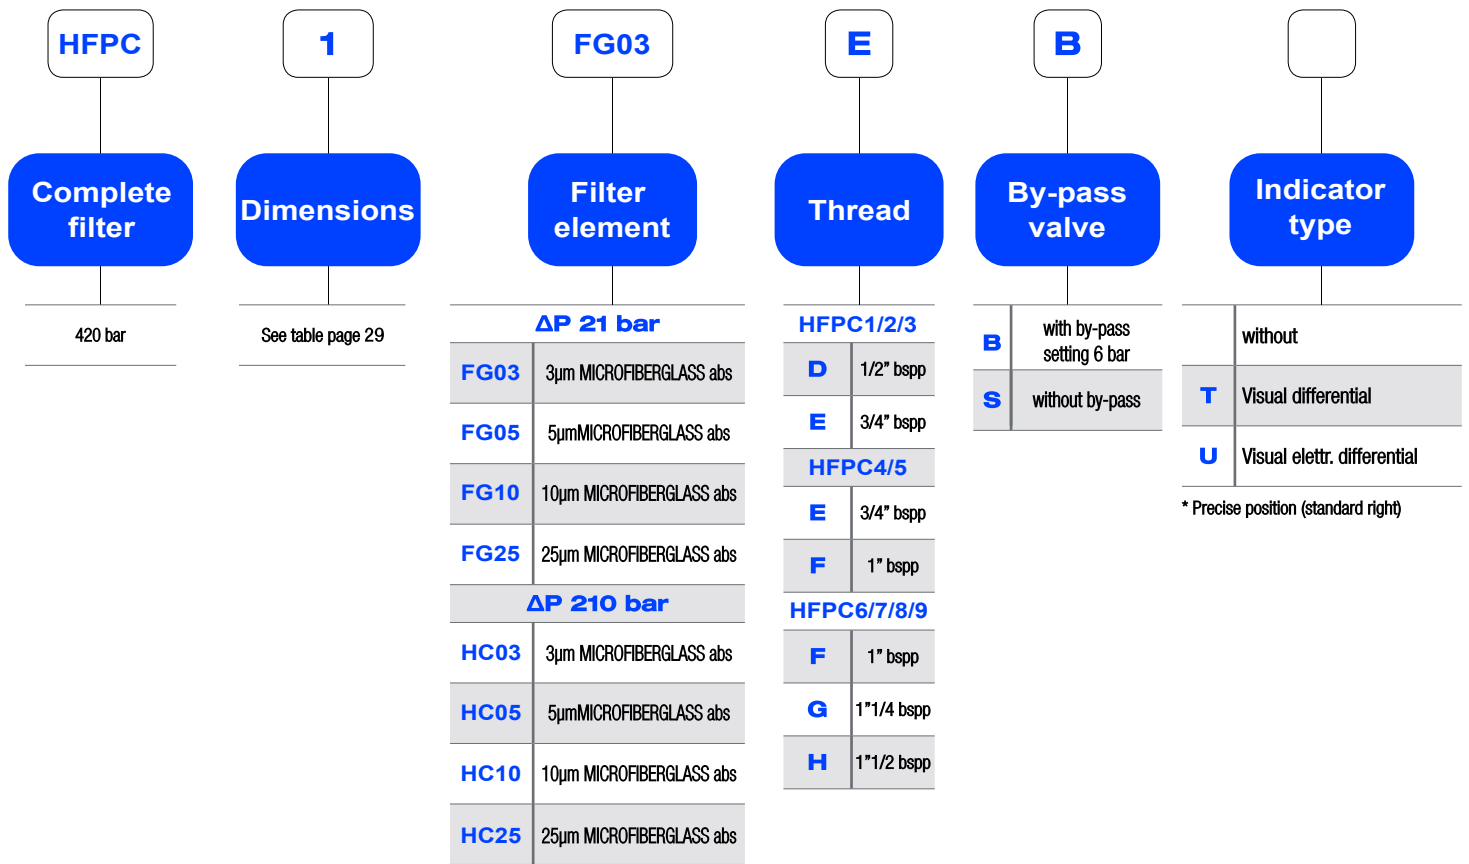 HFPC
1
FG03
E
B
Complete
filter
Dimensions
Filter
element
Thread
By-pass
valve
Indicator
type
420 bar
See table page 29
ΔP 21 bar
FG03 3µm MICROFIBERGLASS abs
FG05 5µmMICROFIBERGLASS abs
FG10 10µm MICROFIBERGLASS abs
FG25 25µm MICROFIBERGLASS abs
ΔP 210 bar
HC03 3µm MICROFIBERGLASS abs
HC05 5µmMICROFIBERGLASS abs
HC10 10µm MICROFIBERGLASS abs
HC25 25µm MICROFIBERGLASS abs
HFPC1/2/3
D 1/2” bspp
E 3/4” bspp
HFPC4/5
E 3/4” bspp
F 1” bspp
HFPC6/7/8/9
F 1” bspp
G 1”1/4 bspp
H 1”1/2 bspp
B with by-pass
setting 6 bar
S without by-pass
without
T Visual differential
U Visual elettr. differential
* Precise position (standard right)